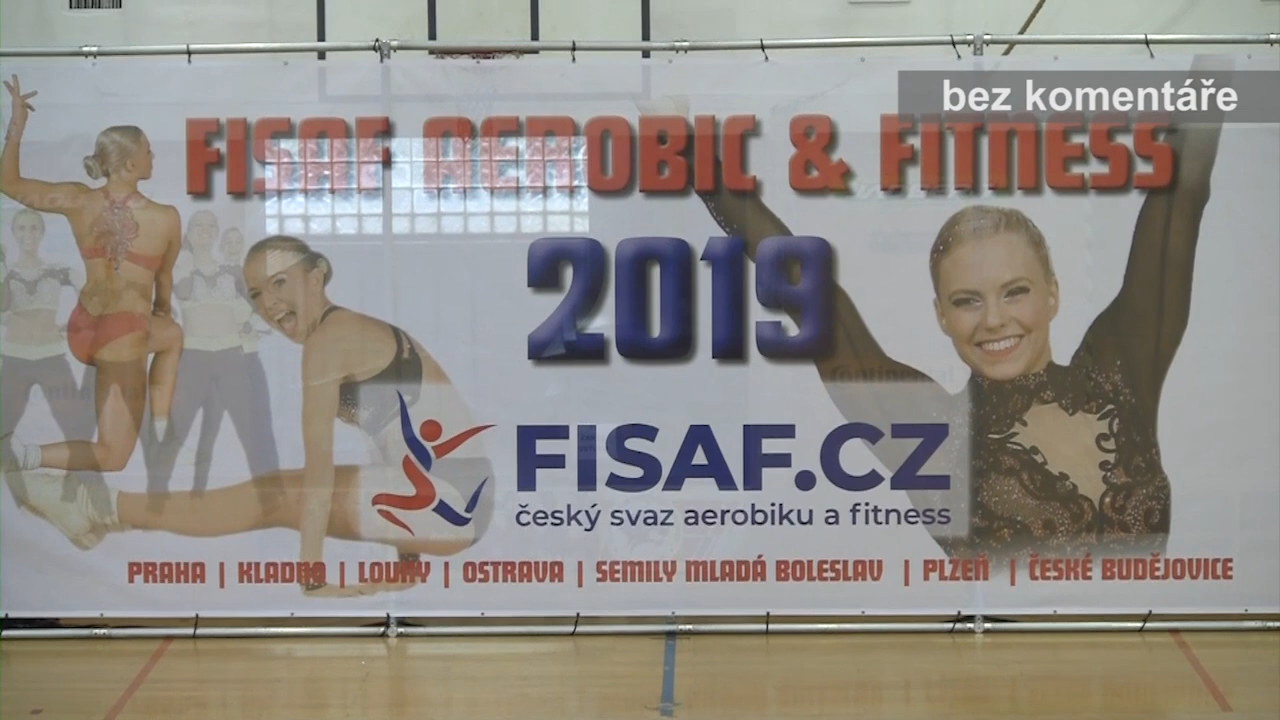 bez komentáře
FISAF AEROBIC & FITNESS
2019
FISAF.CZ
český svaz aerobiku a fitness
PRAHA | KLADNO | LOUNY | OSTRAVA | SEMILY MLADÁ BOLESLAV | PLZEŇ | ČESKÉ BUDĚJOVICE